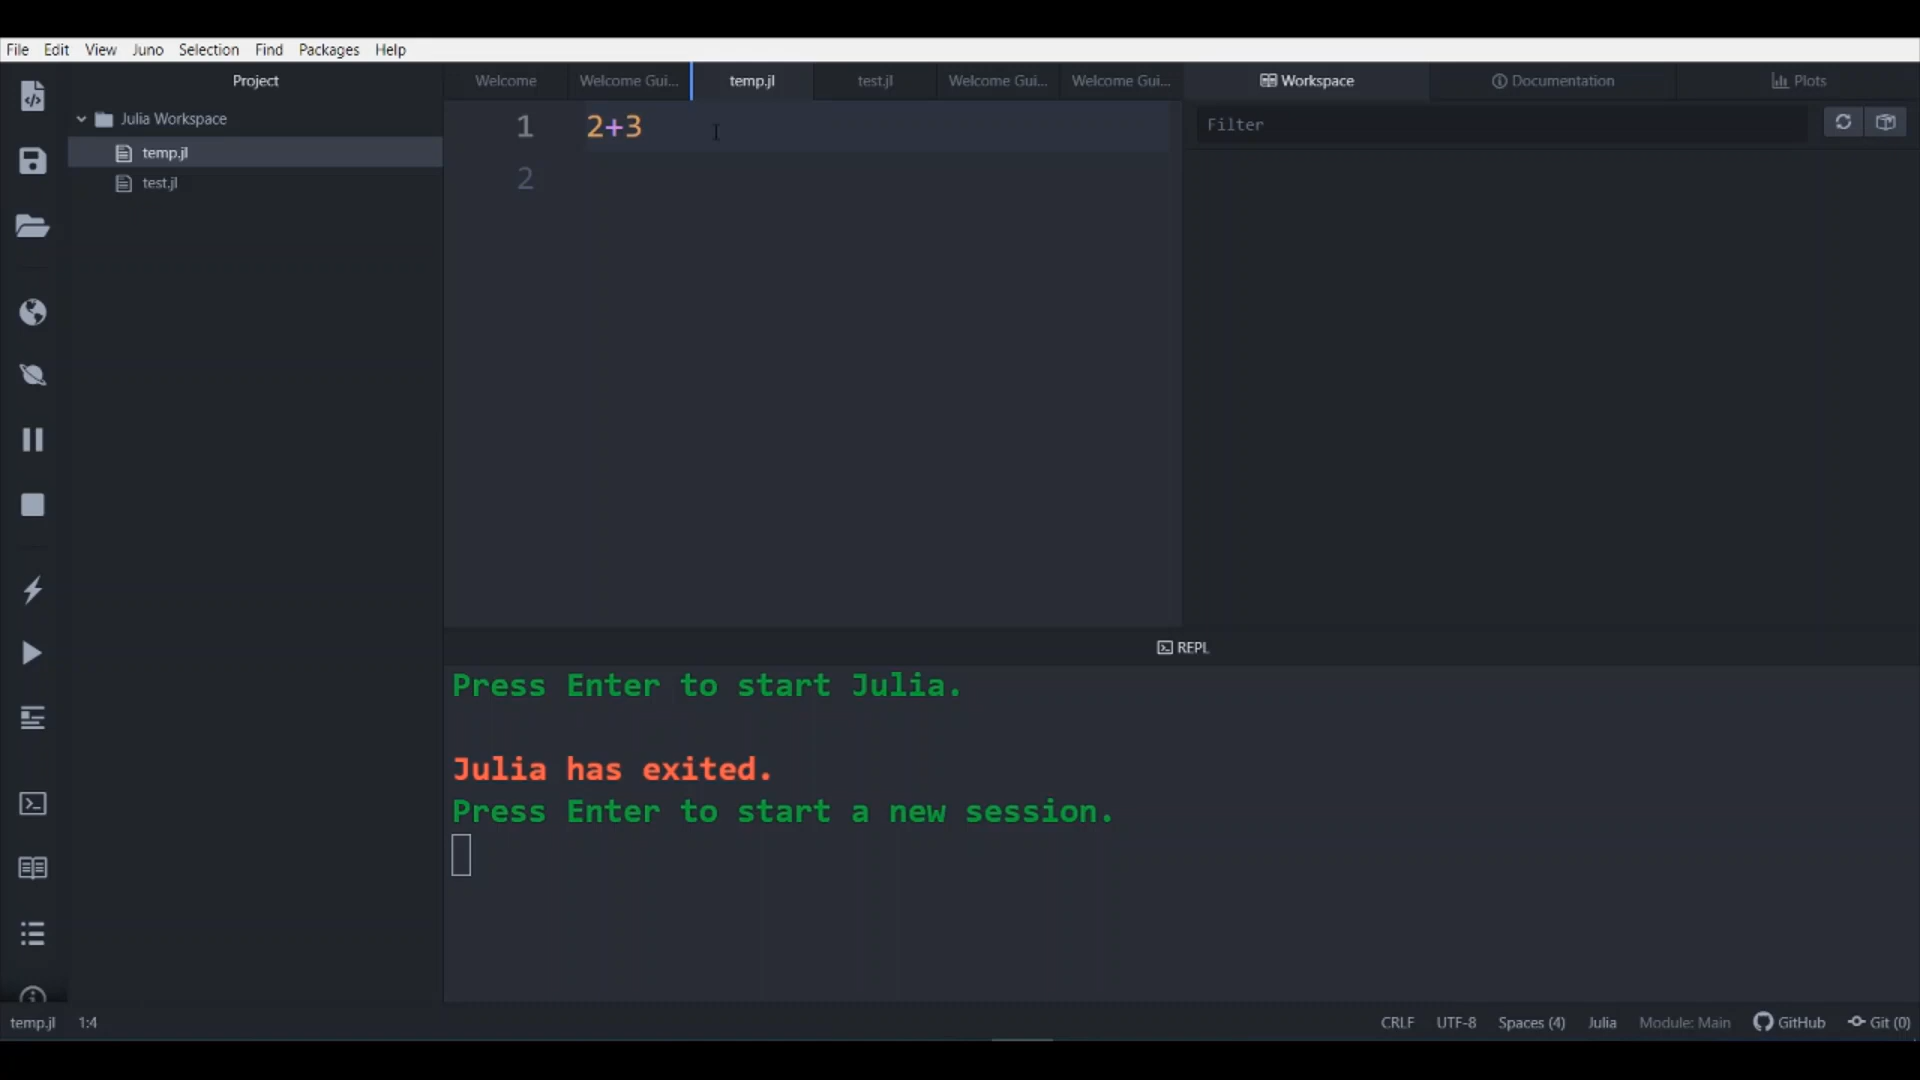 File Edit View Juno Selection Find Packages Help
Project
Welcome Welcome Gui... temp.jl test.jl Welcome Gui... Welcome Gui... Workspace Documentation Plots
Julia Workspace
temp.jl
test.jl
1 2+3
2
Filter
REPL
Press Enter to start Julia.
Julia has exited.
Press Enter to start a new session.
temp.jl 1:4 CRLF UTF-8 Spaces (4) Julia Module: Main GitHub Git (0)